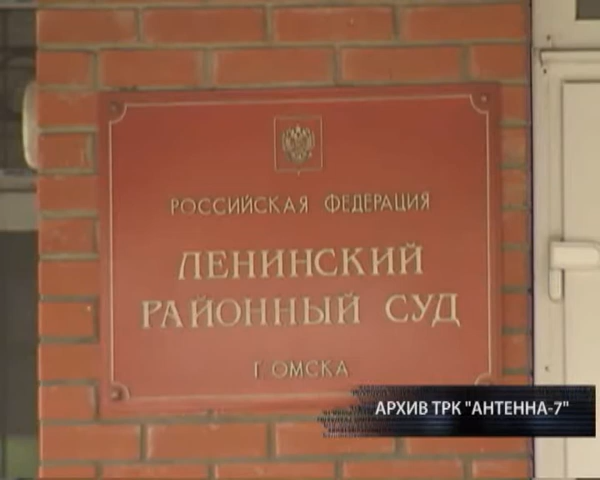 РОССИЙСКАЯ ФЕДЕРАЦИЯ
ЛЕНИНСКИЙ
РАЙОННЫЙ СУД
Г. ОМСКА
АРХИВ ТРК "АНТЕННА-7"